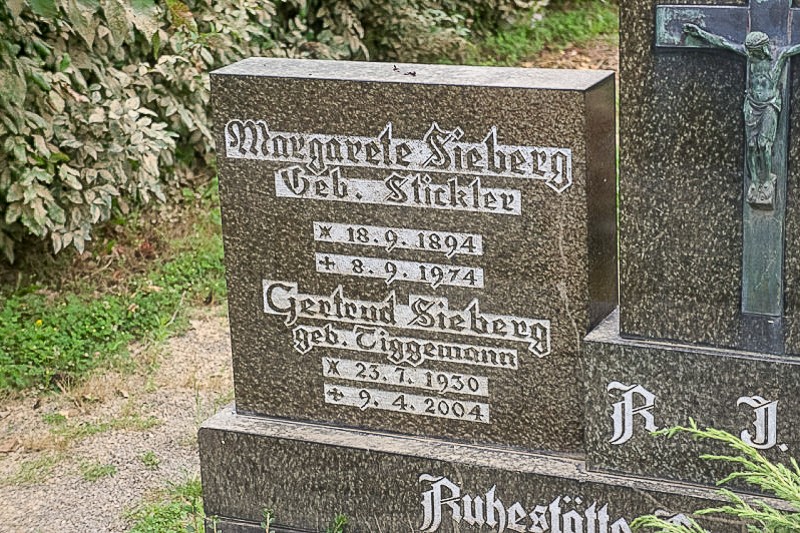 Margarete Sieberg
Geb. Stickler
* 18. 9. 1894
+ 8. 9. 1974
Gertrud Sieberg
geb. Tiggemann
* 23. 7. 1930
+ 9. 4. 2004
R J.
Ruhestätte